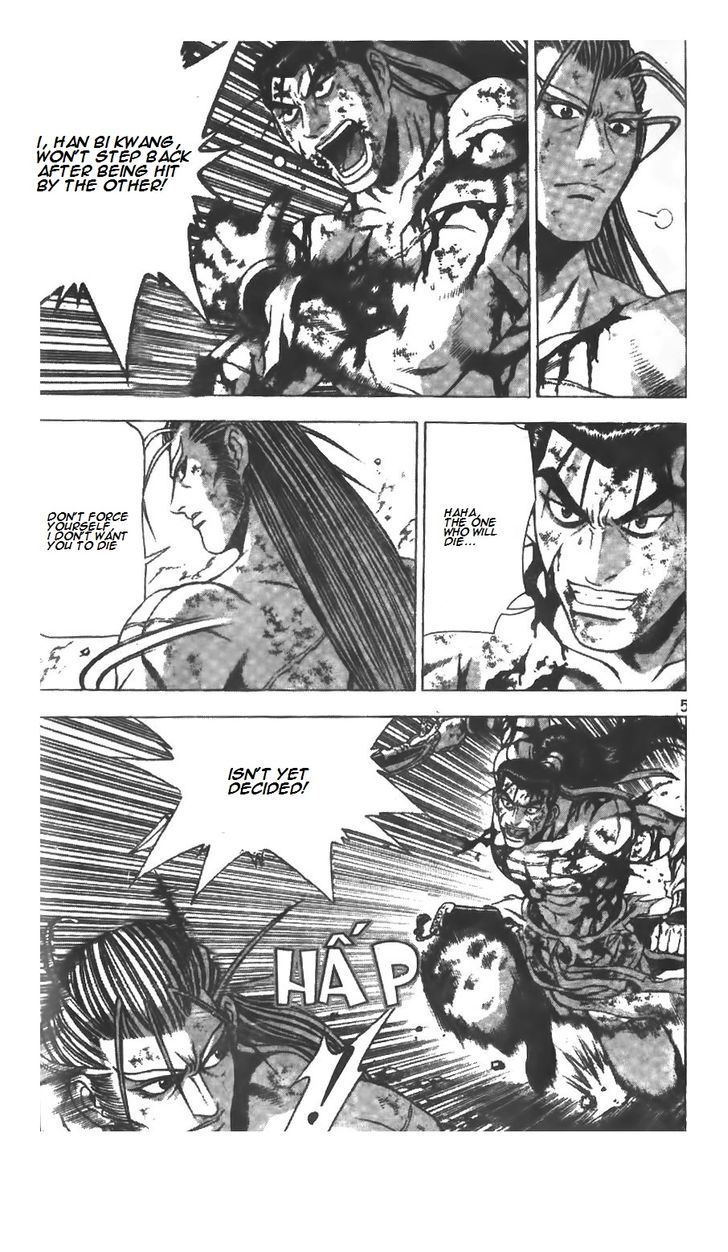 I, HAN BI KWANG,
WON'T STEP BACK
AFTER BEING HIT
BY THE OTHER!
DON'T FORCE
YOURSELF,
I DON'T WANT
YOU TO DIE
HAHA,
THE ONE
WHO WILL
DIE...
5
ISN'T YET
DECIDED!
HẤP
!